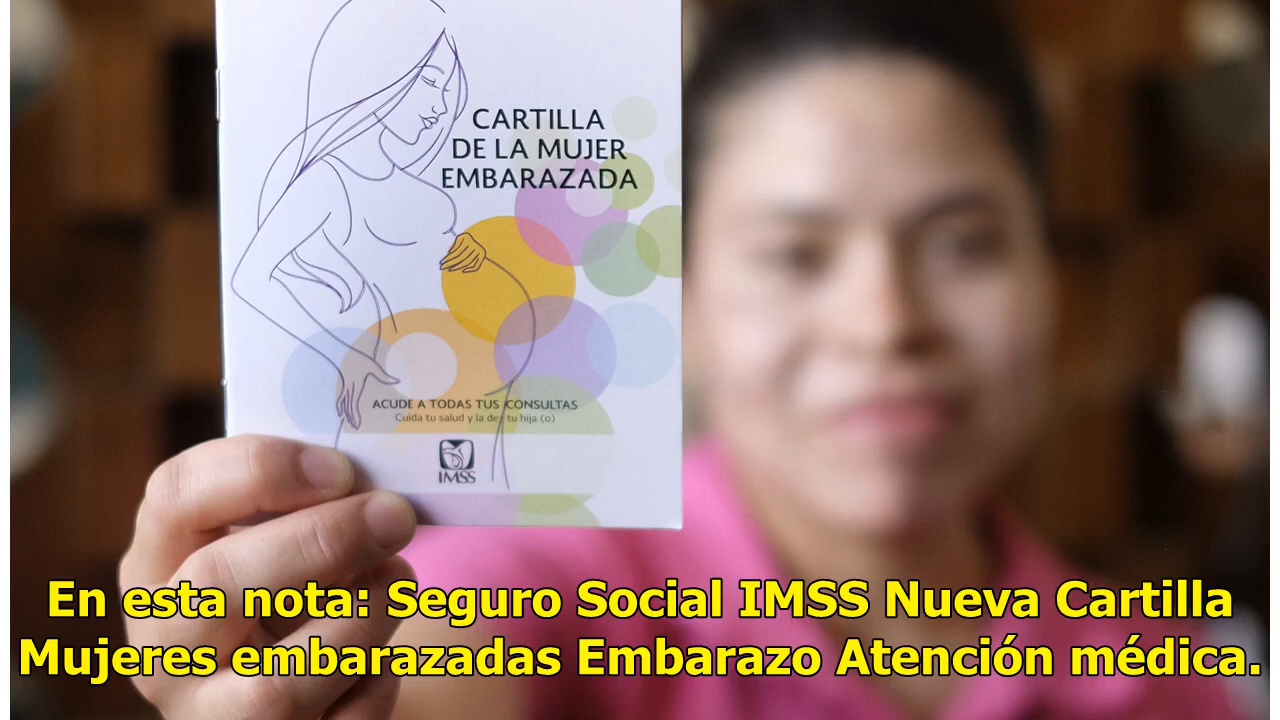 CARTILLA
DE LA MUJER
EMBARAZADA
ACUDE A TODAS TUS CONSULTAS
Cuida tu salud y la de tu hija (o)
IMSS
En esta nota: Seguro Social IMSS Nueva Cartilla
Mujeres embarazadas Embarazo Atención médica.